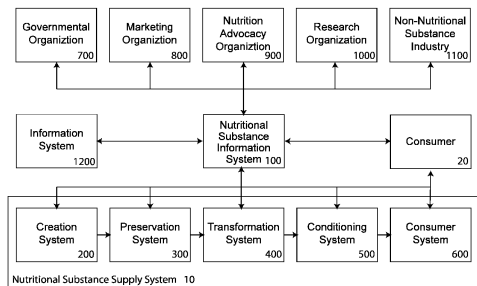 Governmental
Organiztion
700
Marketing
Organiztion
800
Nutrition
Advocacy
Organiztion
900
Research
Organization
1000
Non-Nutritional
Substance
Industry
1100
Information
System
1200
Nutritional
Substance
Information
System 100
Consumer
20
Creation
System
200
Preservation
System
300
Transformation
System
400
Conditioning
System
500
Consumer
System
600
Nutritional Substance Supply System 10